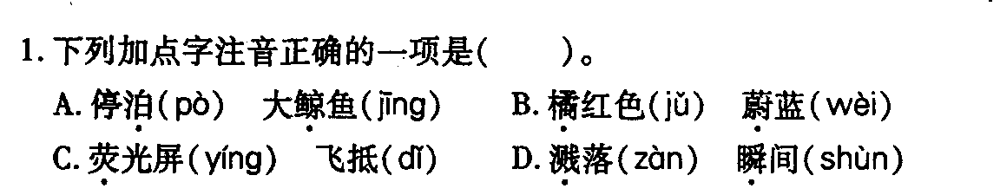 1. 下列加点字注音正确的一项是(　　)。
A. 停泊(pò)　大鲸鱼(jīng)　　B. 橘红色(jǔ)　蔚蓝(wèi)
C. 荧光屏(yíng)　飞抵(dǐ)　　D. 溅落(zàn)　瞬间(shùn)